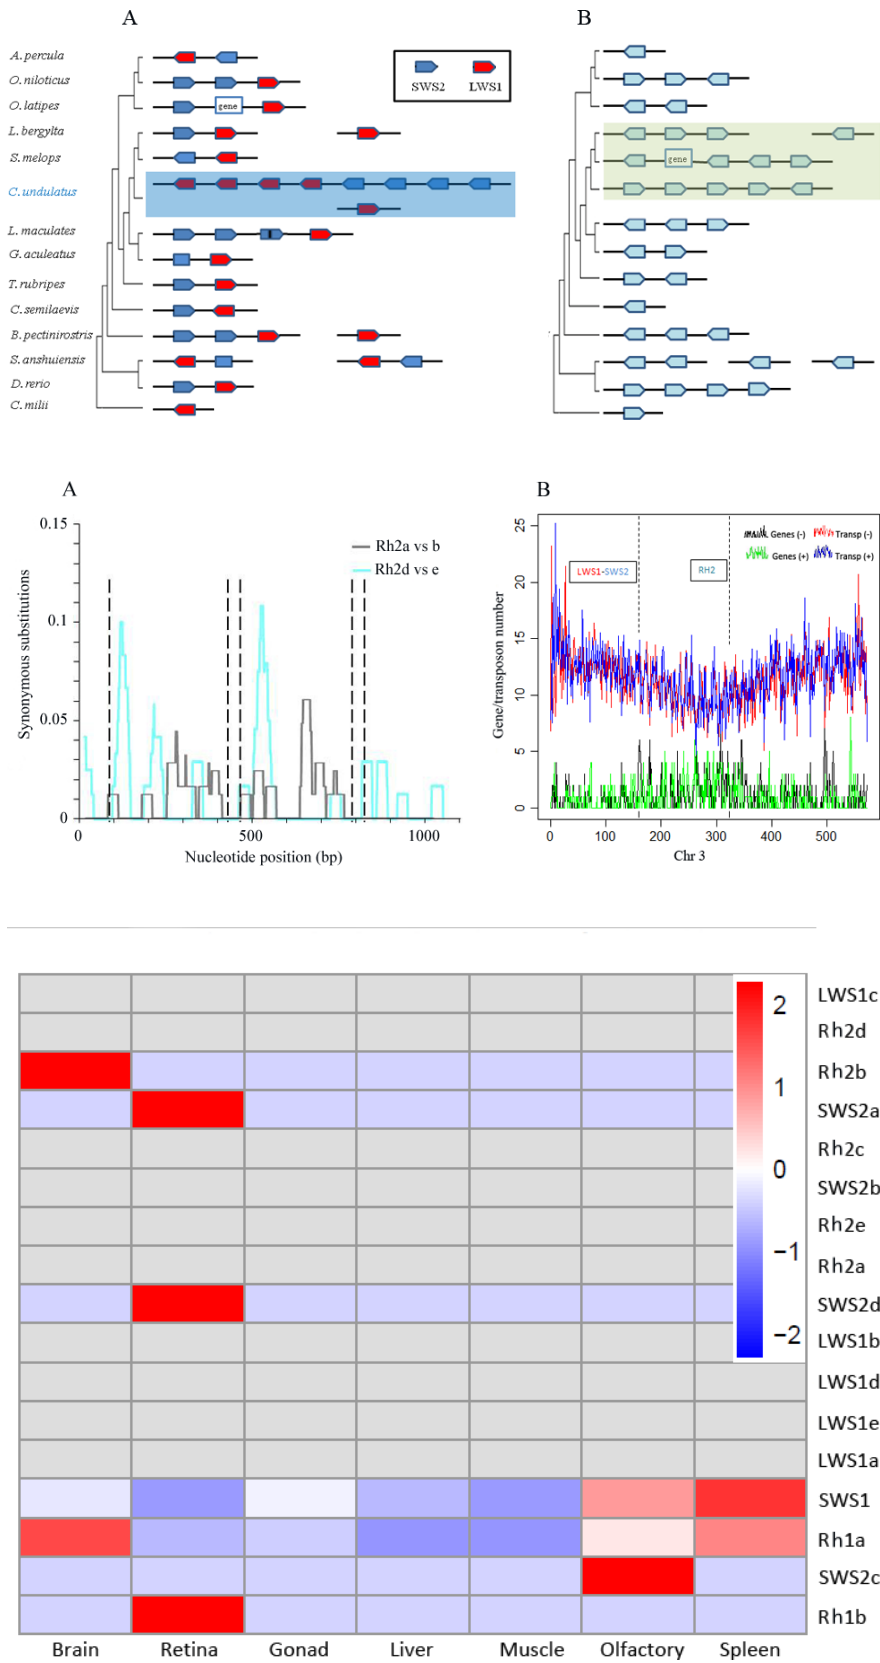 A
B
A.percula
O.niloticus
O.latipes
L.bergylta
S.melops
C.undulatus
L.maculates
G.aculeatus
T.rubripes
C.semilaevis
B.pectinirostris
S.anshuiensis
D.rerio
C.milii
gene
SWS2
LWS1
gene
A
B
Synonymous substitutions
0.15
0.1
0.05
0
Rh2a vs b
Rh2d vs e
0
500
1000
Nucleotide position (bp)
Gene/transposon number
25
20
15
10
5
0
LWS1-SWS2
RH2
Genes (-)
Transp (-)
Genes (+)
Transp (+)
0
100
200
300
400
500
Chr 3
2
1
0
−1
−2
LWS1c
Rh2d
Rh2b
SWS2a
Rh2c
SWS2b
Rh2e
Rh2a
SWS2d
LWS1b
LWS1d
LWS1e
LWS1a
SWS1
Rh1a
SWS2c
Rh1b
Brain Retina Gonad Liver Muscle Olfactory Spleen